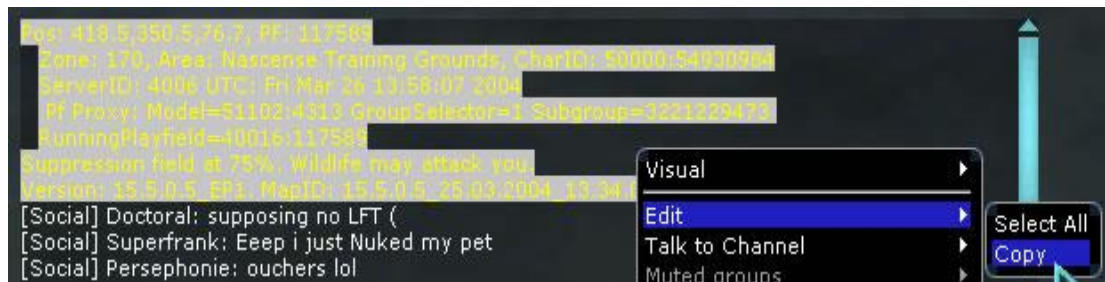 Pos: 418.5,350.5,76.7, PF: 117589
Zone: 170, Area: Nascense Training Grounds, CharID: 50000:54930984
ServerID: 4006 UTC: Fri Mar 26 13:58:07 2004
Pf Proxy: Model=51102:4313 GroupSelector=1 Subgroup=3221229473
RunningPlayfield=40016:117589
Suppression field at 75%. Wildlife may attack you.
Version: 15.5.0.5_EP1. MapID: 15.5.0.5_25.03.2004_13.34.
[Social] Doctoral: supposing no LFT (
[Social] Superfrank: Eeep i just Nuked my pet
[Social] Persephonie: ouchers lol
Visual
Edit
Talk to Channel
Muted groups
Select All
Copy